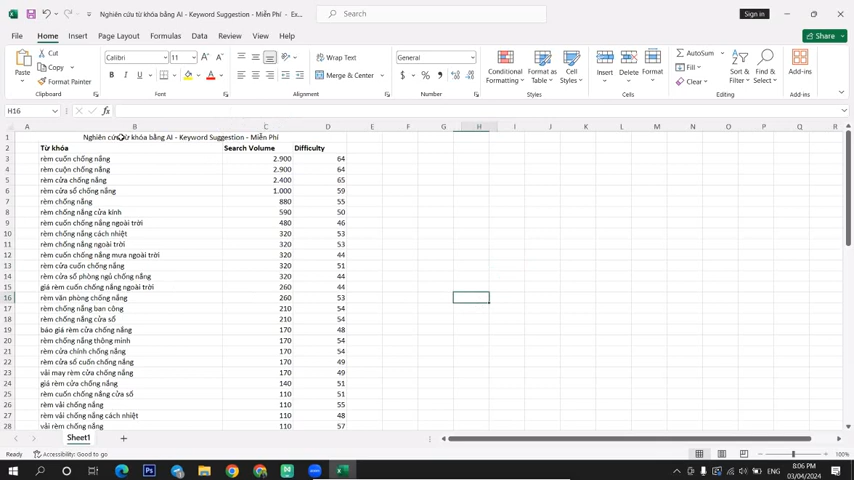 Nghiên cứu từ khóa bằng AI - Keyword Suggestion - Miễn Phí - Ex...
Search
Sign in
File Home Insert Page Layout Formulas Data Review View Help
Share
Paste
Cut
Copy
Format Painter
Clipboard
Calibri 11
B I U
Font
Wrap Text
Merge & Center
Alignment
General
$ %
Number
Conditional Formatting
Format as Table
Cell Styles
Styles
Insert
Delete
Format
Cells
AutoSum
Fill
Clear
Sort & Filter
Find & Select
Editing
Add-ins
Add-ins
H16
fx
A B C D E F G H I J K L M N O P Q R
1 Nghiên cứu từ khóa bằng AI - Keyword Suggestion - Miễn Phí
2 Từ khóa Search Volume Difficulty
3 rèm cuốn chống nắng 2.900 64
4 rèm cuộn chống nắng 2.900 64
5 rèm cửa chống nắng 2.400 65
6 rèm cửa sổ chống nắng 1.000 59
7 rèm chống nắng 880 55
8 rèm chống nắng cửa kính 590 50
9 rèm cuốn chống nắng ngoài trời 480 46
10 rèm chống nắng cách nhiệt 320 53
11 rèm chống nắng ngoài trời 320 53
12 rèm cuốn chống nắng mưa ngoài trời 320 44
13 rèm cửa cuốn chống nắng 320 51
14 rèm cửa sổ phòng ngủ chống nắng 320 44
15 giá rèm cuốn chống nắng ngoài trời 260 44
16 rèm văn phòng chống nắng 260 53
17 rèm chống nắng ban công 210 54
18 rèm chống nắng cửa sổ 210 54
19 báo giá rèm cửa chống nắng 170 48
20 rèm chống nắng thông minh 170 54
21 rèm cửa chính chống nắng 170 54
22 rèm cửa sổ cuốn chống nắng 170 49
23 vải may rèm cửa chống nắng 170 49
24 giá rèm cửa chống nắng 140 51
25 rèm cuốn chống nắng cửa sổ 110 51
26 rèm vải chống nắng 110 55
27 rèm vải chống nắng cách nhiệt 110 48
28 vải rèm chống nắng 110 57
Sheet1
Ready
Accessibility: Good to go
100%
ENG
8:06 PM
03/04/2024